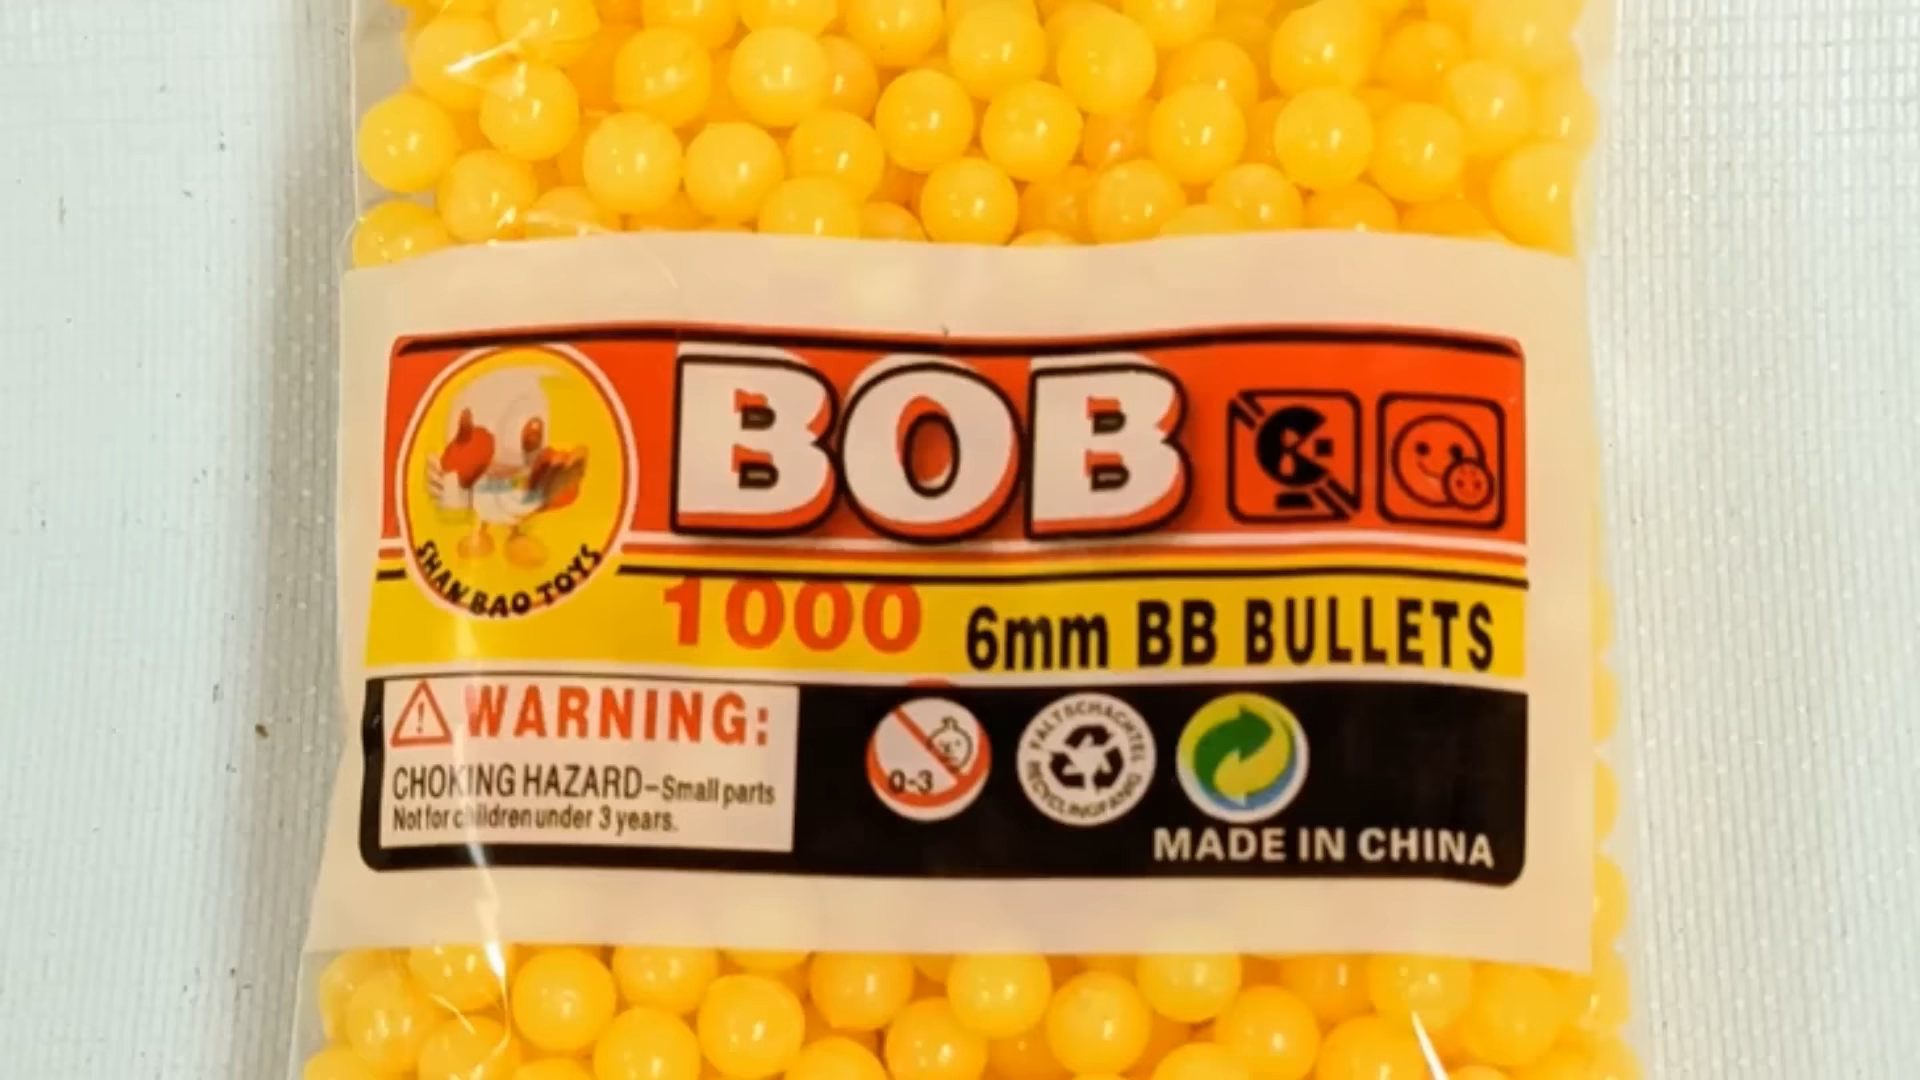 BOB
SHAN BAO TOYS
1000 6mm BB BULLETS
WARNING:
CHOKING HAZARD-Small parts
Not for children under 3 years.
0-3
FALTSCHACHTEL
MADE IN CHINA